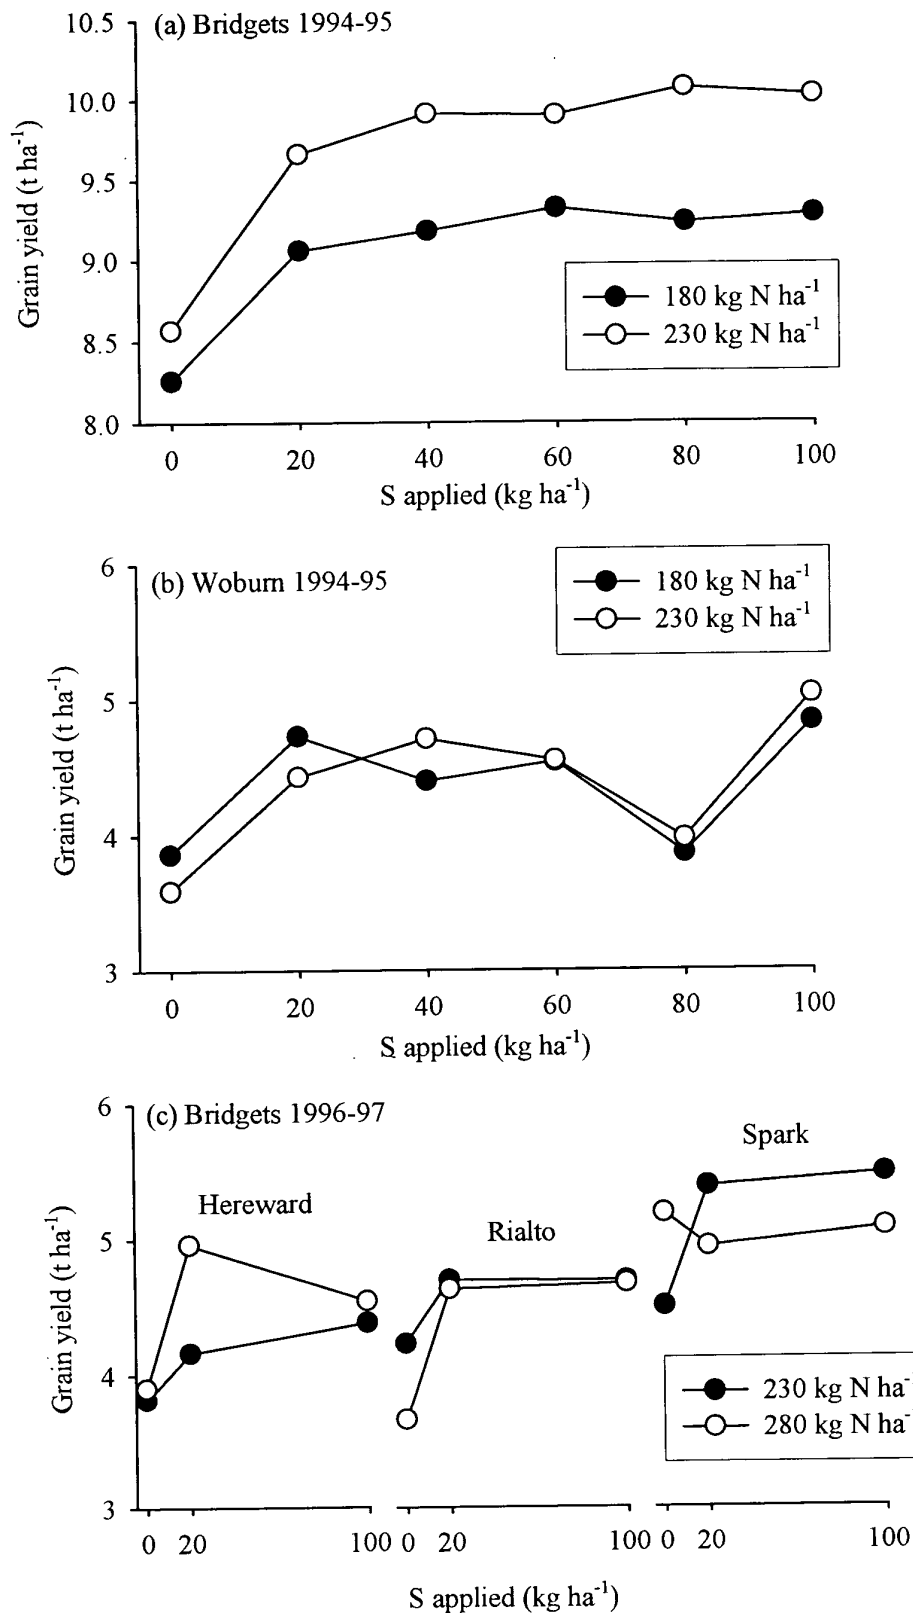 (a) Bridgets 1994-95
10.5
10.0
9.5
9.0
8.5
8.0
Grain yield (t ha⁻¹)
180 kg N ha⁻¹
230 kg N ha⁻¹
0 20 40 60 80 100
S applied (kg ha⁻¹)
(b) Woburn 1994-95
6
5
4
3
Grain yield (t ha⁻¹)
180 kg N ha⁻¹
230 kg N ha⁻¹
0 20 40 60 80 100
S applied (kg ha⁻¹)
(c) Bridgets 1996-97
6
5
4
3
Grain yield (t ha⁻¹)
Hereward
Rialto
Spark
230 kg N ha⁻¹
280 kg N ha⁻¹
0 20 100 0 20 100 0 20 100
S applied (kg ha⁻¹)